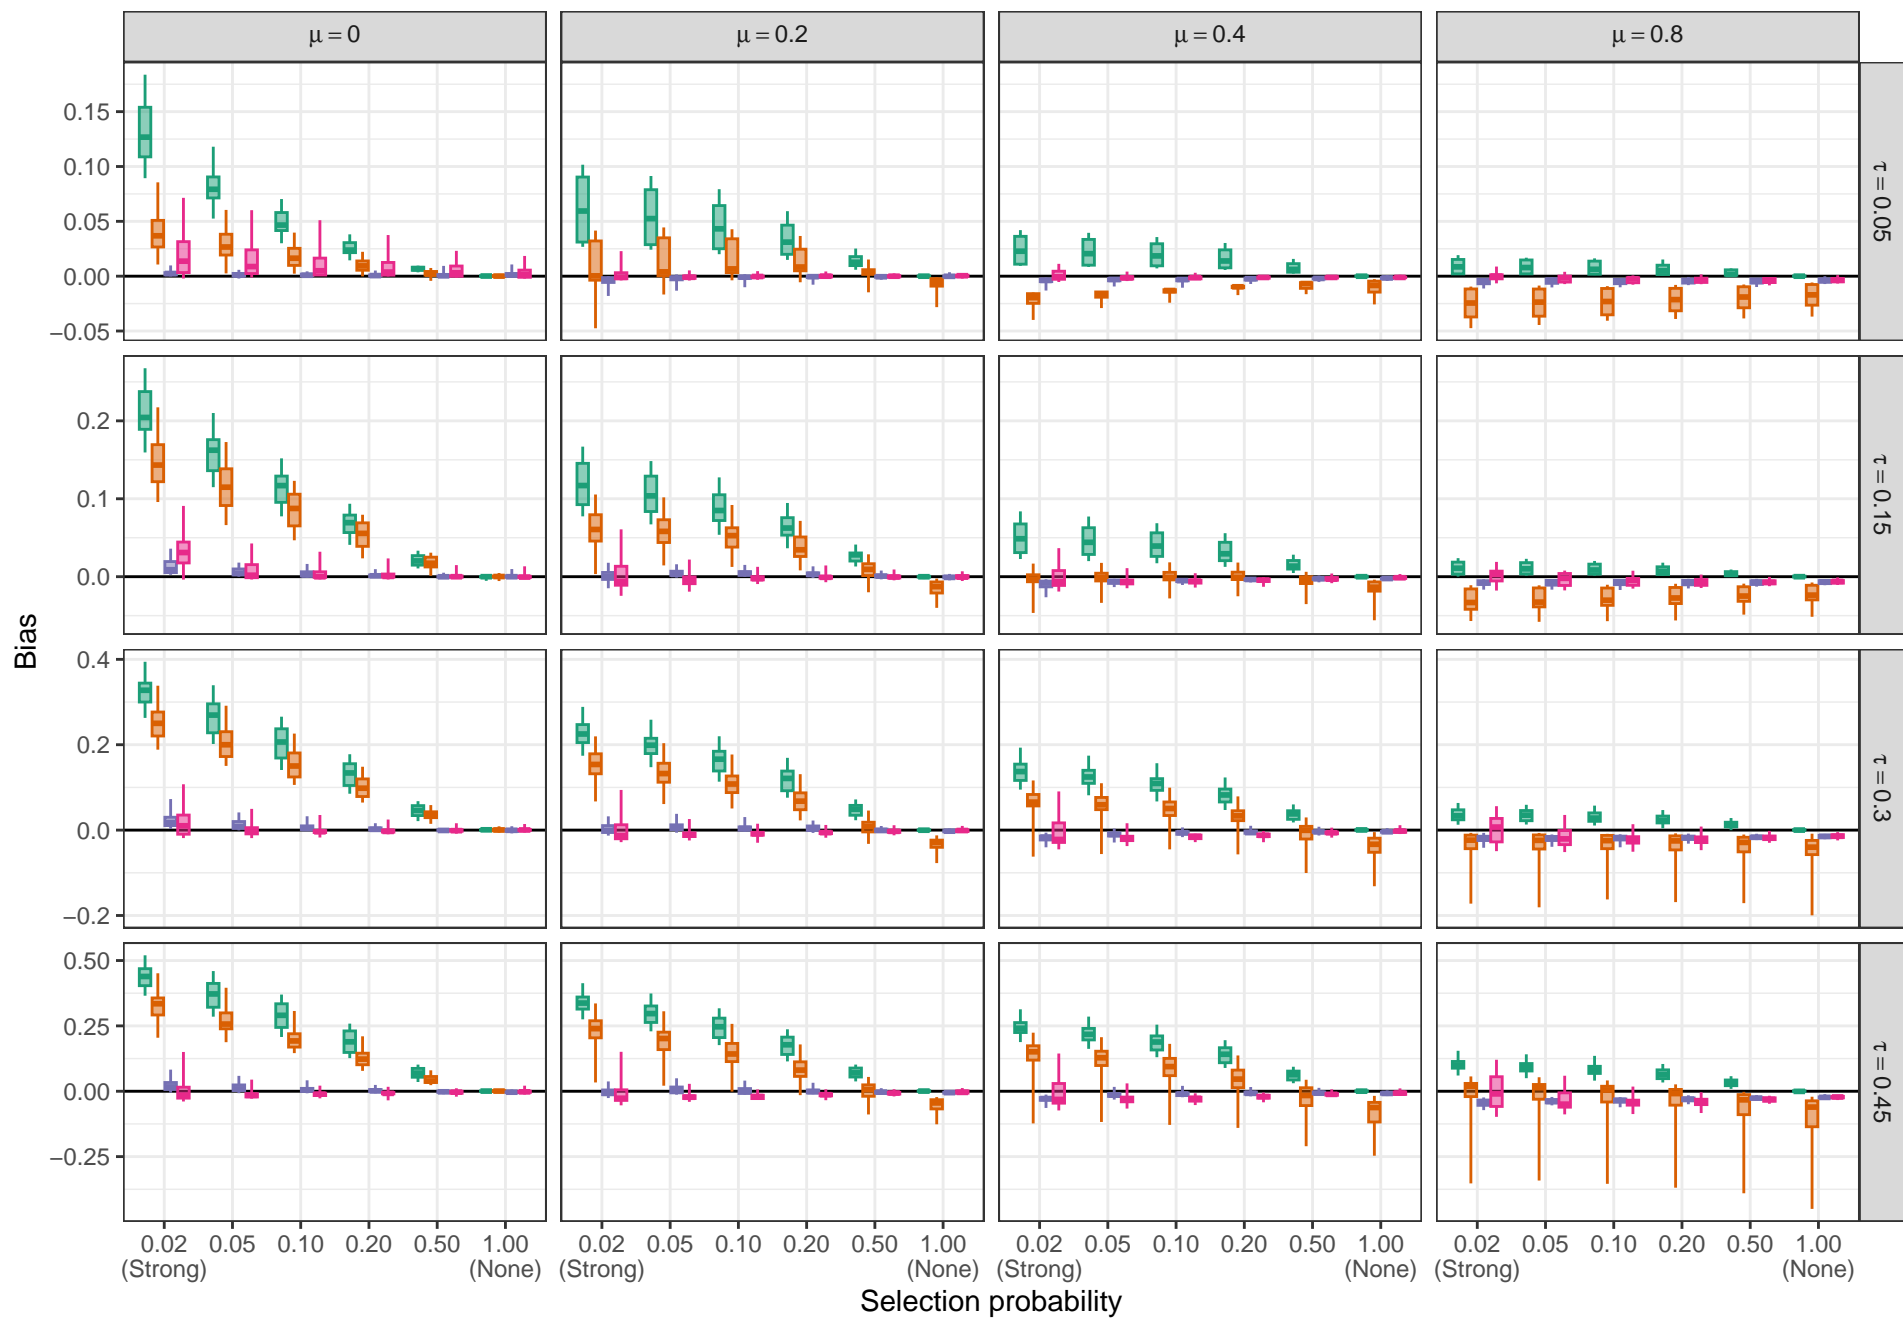 μ = 0
μ = 0.2
μ = 0.4
μ = 0.8
0.15
0.10
0.05
0.00
−0.05
τ = 0.05
0.2
0.1
0.0
τ = 0.15
Bias
0.4
0.2
0.0
−0.2
τ = 0.3
0.50
0.25
0.00
−0.25
τ = 0.45
0.02 0.05 0.10 0.20 0.50 1.00 0.02 0.05 0.10 0.20 0.50 1.00 0.02 0.05 0.10 0.20 0.50 1.00 0.02 0.05 0.10 0.20 0.50 1.00
(Strong) (None) (Strong) (None) (Strong) (None) (Strong) (None)
Selection probability